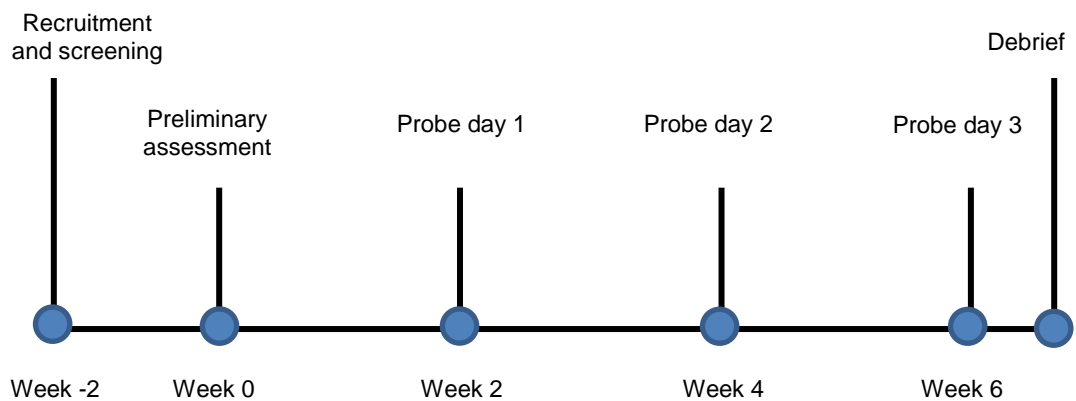 Recruitment
and screening
Debrief
Preliminary
assessment
Probe day 1
Probe day 2
Probe day 3
Week -2
Week 0
Week 2
Week 4
Week 6